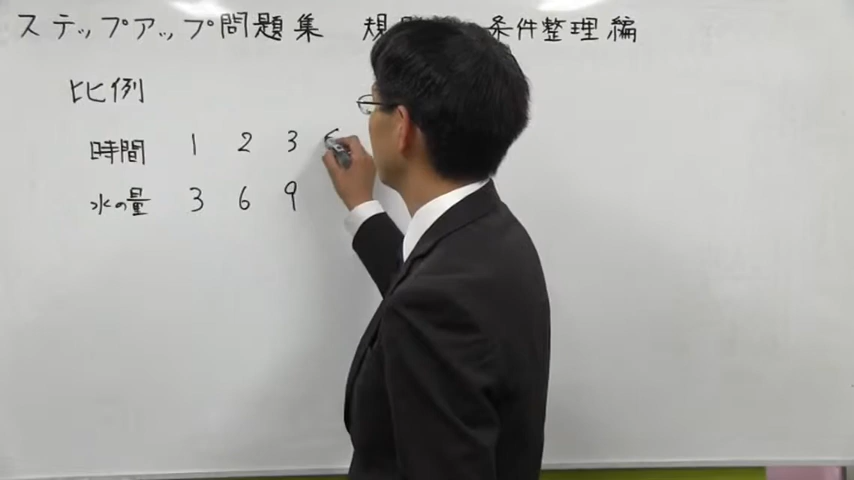 ステップアップ問題集 規 条件整理編
比例
時間 1 2 3
水の量 3 6 9